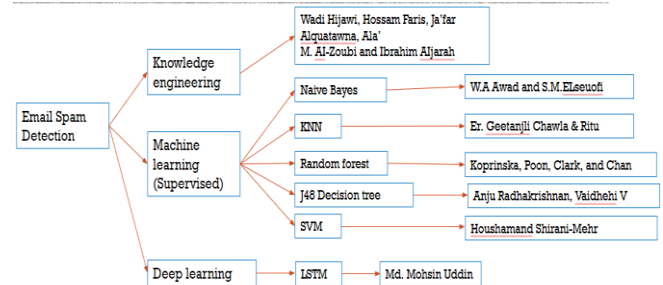 Wadi Hijawi, Hossam Faris, Ja'far
Alquatawna, Ala'
M. Al-Zoubi and Ibrahim Aljarah
Knowledge
engineering
Naive Bayes
W.A Awad and S.M.ELseuofi
Email Spam
Detection
KNN
Er. Geetanjli Chawla & Ritu
Machine
learning
(Supervised)
Random forest
Koprinska, Poon, Clark, and Chan
J48 Decision tree
Anju Radhakrishnan, Vaidhehi V
SVM
Houshamand Shirani-Mehr
Deep learning
LSTM
Md. Mohsin Uddin